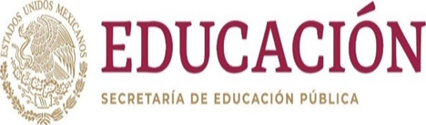 ESTADOS UNIDOS MEXICANOS
EDUCACIÓN
SECRETARÍA DE EDUCACIÓN PÚBLICA